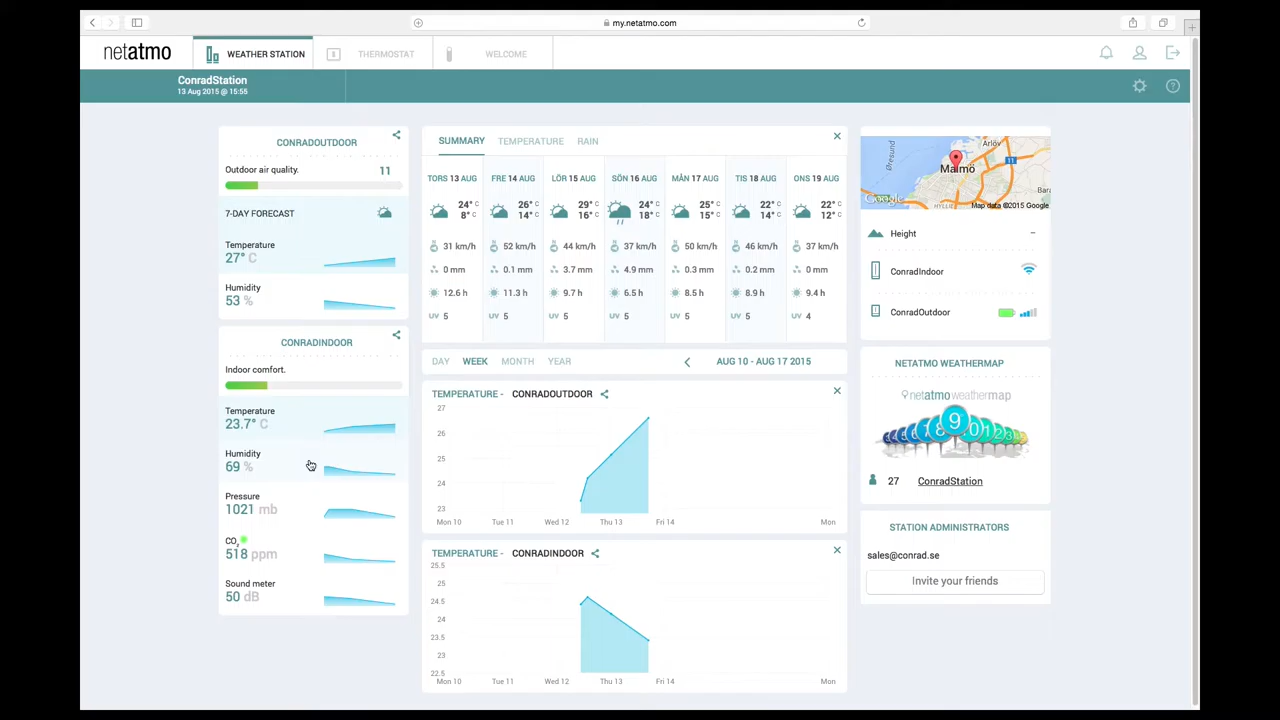 my.netatmo.com
netatmo
WEATHER STATION
THERMOSTAT
WELCOME
ConradStation
13 Aug 2015 @ 15:55
CONRADOUTDOOR
Outdoor air quality. 11
7-DAY FORECAST
Temperature
27° C
Humidity
53 %
CONRADINDOOR
Indoor comfort.
Temperature
23.7° C
Humidity
69 %
Pressure
1021 mb
CO₂
518 ppm
Sound meter
50 dB
SUMMARY TEMPERATURE RAIN
TORS 13 AUG FRE 14 AUG LÖR 15 AUG SÖN 16 AUG MÅN 17 AUG TIS 18 AUG ONS 19 AUG
24° C 26° C 29° C 24° C 25° C 22° C 22° C
8° C 14° C 16° C 18° C 15° C 14° C 12° C
31 km/h 52 km/h 44 km/h 37 km/h 50 km/h 46 km/h 37 km/h
0 mm 0.1 mm 3.7 mm 4.9 mm 0.3 mm 0.2 mm 0 mm
12.6 h 11.3 h 9.7 h 6.5 h 8.5 h 8.9 h 9.4 h
UV 5 UV 5 UV 5 UV 5 UV 5 UV 5 UV 4
DAY WEEK MONTH YEAR AUG 10 - AUG 17 2015
TEMPERATURE - CONRADOUTDOOR
27
26
25
24
23
Mon 10 Tue 11 Wed 12 Thu 13 Fri 14 Mon
TEMPERATURE - CONRADINDOOR
25.5
25
24.5
24
23.5
23
22.5
Mon 10 Tue 11 Wed 12 Thu 13 Fri 14 Mon
Øresund
Arlöv
11
Malmö
HYLLIE
Bara
Google
Map data ©2015 Google
Height –
ConradIndoor
ConradOutdoor
NETATMO WEATHERMAP
netatmo weathermap
9
27 ConradStation
STATION ADMINISTRATORS
sales@conrad.se
Invite your friends